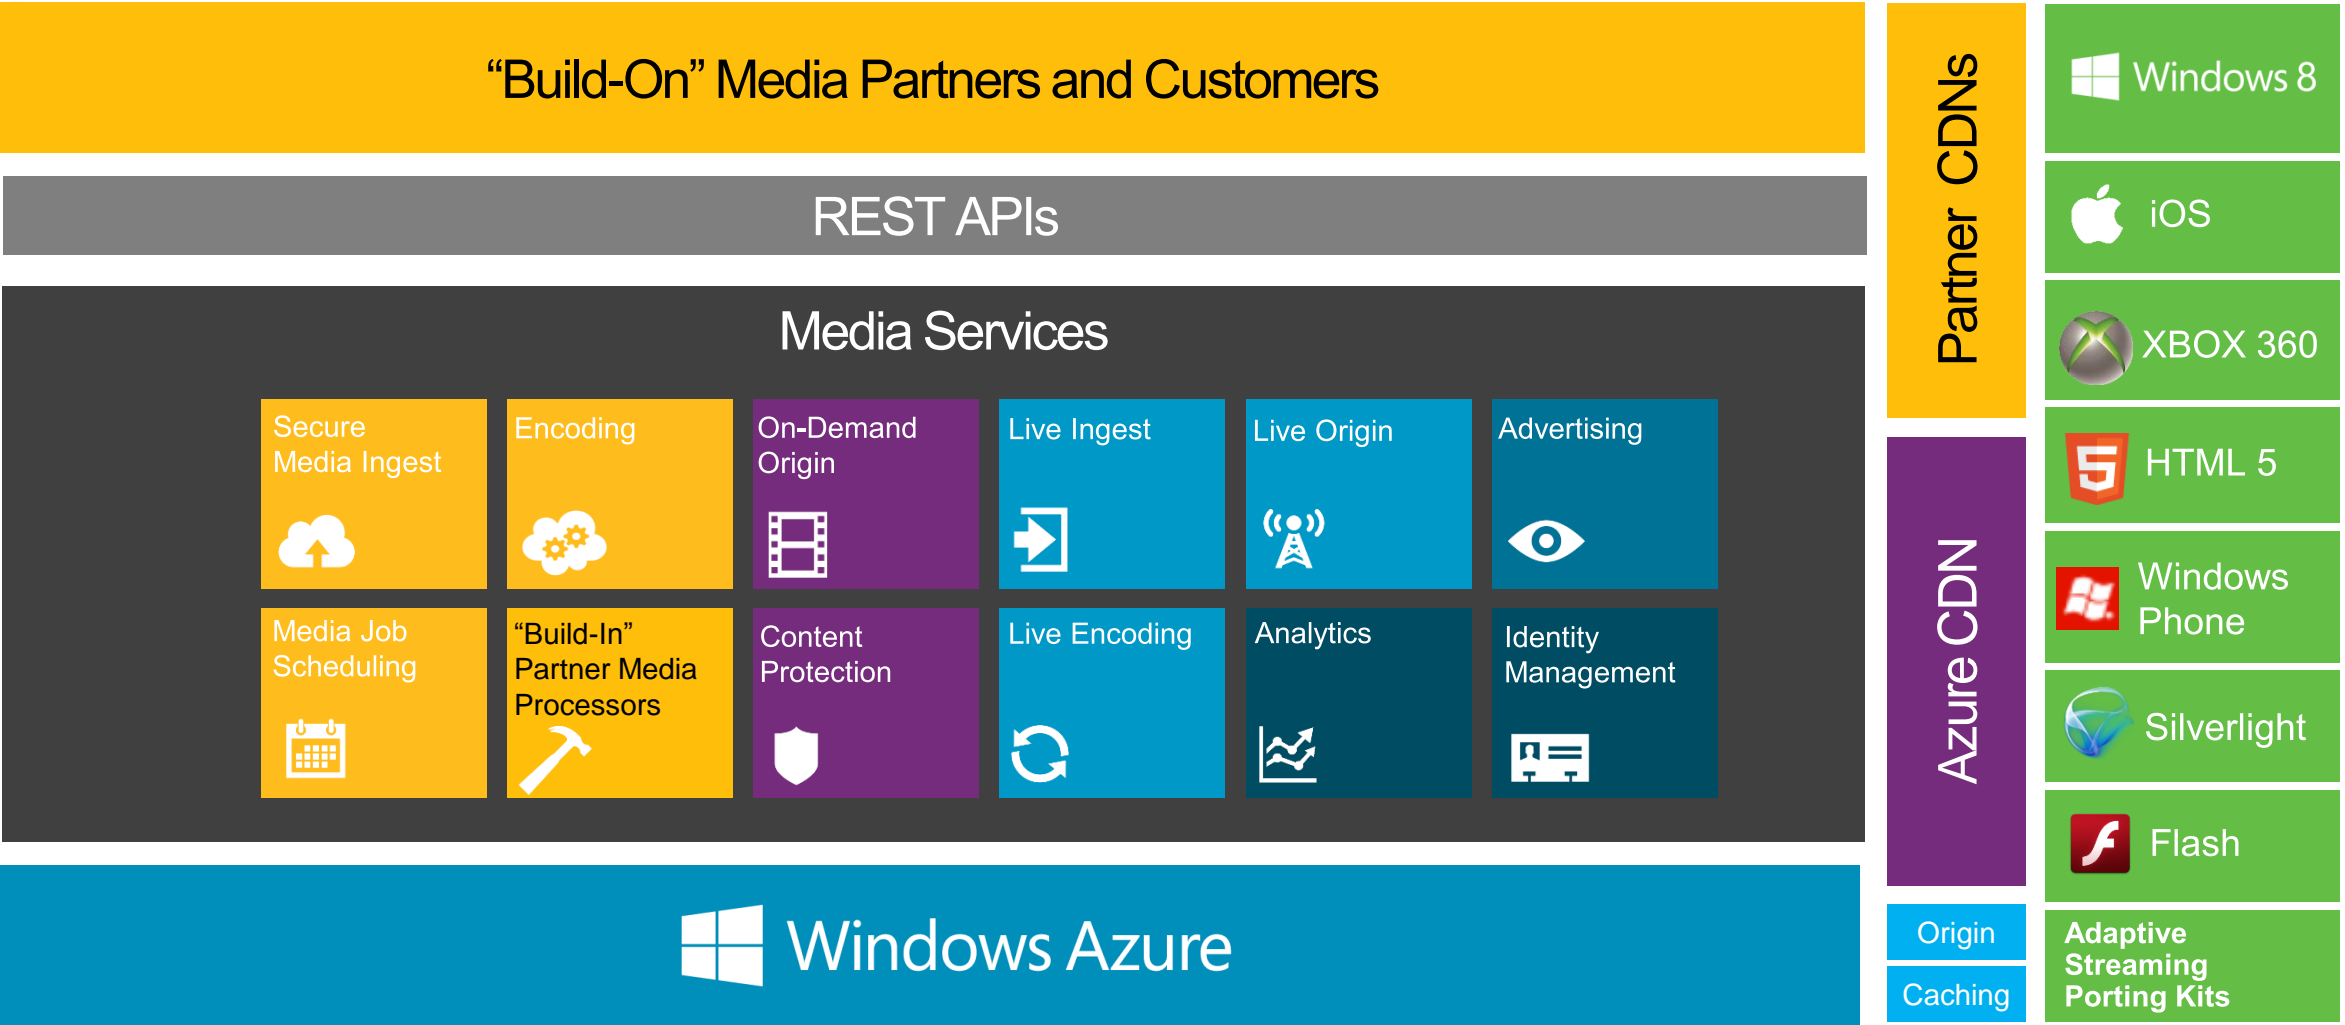 “Build-On” Media Partners and Customers
REST APIs
Media Services
Secure
Media Ingest
Encoding
On-Demand
Origin
Live Ingest
Live Origin
Advertising
Media Job
Scheduling
“Build-In”
Partner Media
Processors
Content
Protection
Live Encoding
Analytics
Identity
Management
Windows Azure
Partner CDNs
Azure CDN
Origin
Caching
Windows 8
iOS
XBOX 360
HTML 5
Windows
Phone
Silverlight
Flash
Adaptive
Streaming
Porting Kits